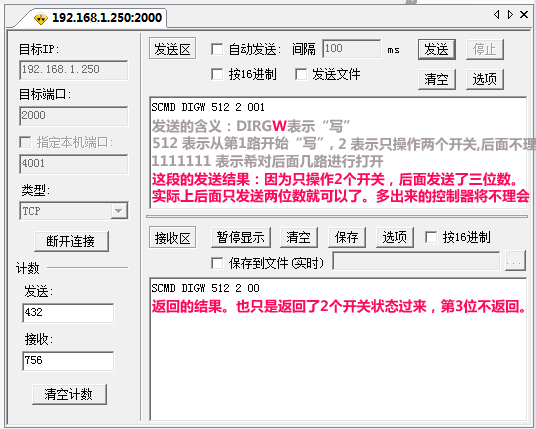 192.168.1.250:2000
目标IP:
192.168.1.250
目标端口:
2000
指定本机端口:
4001
类型:
TCP
断开连接
计数
发送:
432
接收:
756
清空计数
发送区 自动发送: 间隔 100 ms 发送 停止
按16进制 发送文件 清空 选项
SCMD DIGW 512 2 001
发送的含义：DIRGW表示“写”
512 表示从第1路开始“写”，2 表示只操作两个开关,后面不理
1111111 表示希对后面几路进行打开
这段的发送结果：因为只操作2个开关，后面发送了三位数。
实际上后面只发送两位数就可以了。多出来的控制器将不理会
接收区 暂停显示 清空 保存 选项 按16进制
保存到文件(实时) ...
SCMD DIGW 512 2 00
返回的结果。也只是返回了2个开关状态过来，第3位不返回。